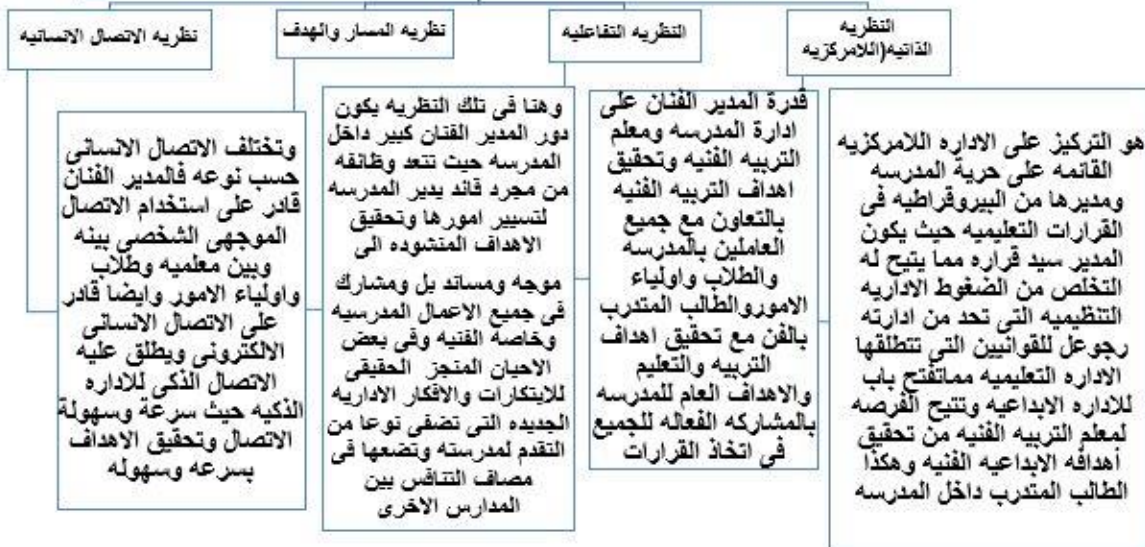 النظريه
الذاتيه(اللامركزيه
النظريه التفاعليه
نظريه المسار والهدف
نظريه الاتصال الانسانيه
هو التركيز على الاداره اللامركزيه
القائمه على حرية المدرسه
ومديرها من البيروقراطيه فى
القرارات التعليميه حيث يكون
المدير سيد قراره مما يتيح له
التخلص من الضغوط الاداريه
التنظيميه التى تحد من ادارته
رجوعل للقوانيين التى تتطلقها
الاداره التعليميه مماتفتح باب
للاداره الابداعيه وتتيح الفرصه
لمعلم التربيه الفنيه من تحقيق
أهدافه الابداعيه الفنيه وهكذا
الطالب المتدرب داخل المدرسه
قدرة المدير الفنان على
ادارة المدرسه ومعلم
التربيه الفنيه وتحقيق
اهداف التربيه الفنيه
بالتعاون مع جميع
العاملين بالمدرسه
والطلاب واولياء
الاموروالطالب المتدرب
بالفن مع تحقيق اهداف
التربيه والتعليم
والاهداف العام للمدرسه
بالمشاركه الفعاله للجميع
فى اتخاذ القرارات
وهنا فى تلك النظريه يكون
دور المدير الفنان كبير داخل
المدرسه حيث تتعد وظائفه
من مجرد قائد يدير المدرسه
لتسيير امورها وتحقيق
الاهداف المنشوده الى
موجه ومساند بل ومشارك
فى جميع الاعمال المدرسيه
وخاصه الفنيه وفى بعض
الاحيان المنجز الحقيقى
للابتكارات والافكار الاداريه
الجديده التى تضفى نوعا من
التقدم لمدرسته وتضعها فى
مصاف التنافس بين
المدارس الاخرى
وتختلف الاتصال الانسانى
حسب نوعه فالمدير الفنان
قادر على استخدام الاتصال
الموجهى الشخصى بينه
وبين معلميه وطلاب
واولياء الامور وايضا قادر
على الاتصال الانسانى
الالكترونى ويطلق عليه
الاتصال الذكى للاداره
الذكيه حيث سرعة وسهولة
الاتصال وتحقيق الاهداف
بسرعه وسهوله